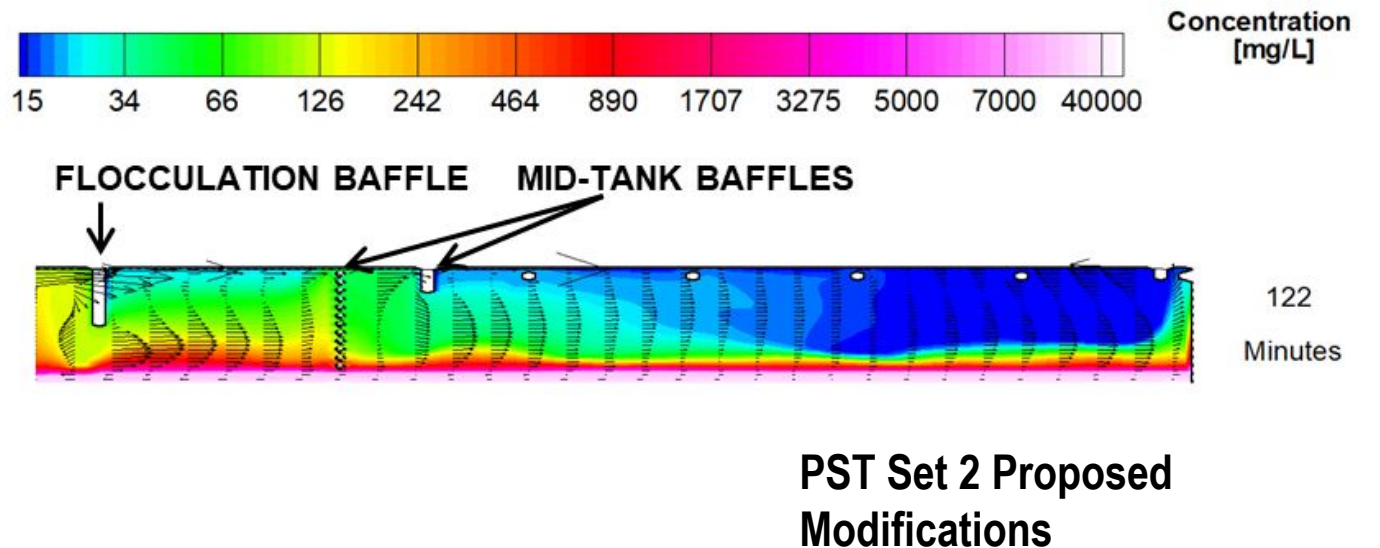 Concentration
[mg/L]
15 34 66 126 242 464 890 1707 3275 5000 7000 40000
FLOCCULATION BAFFLE MID-TANK BAFFLES
122
Minutes
PST Set 2 Proposed
Modifications